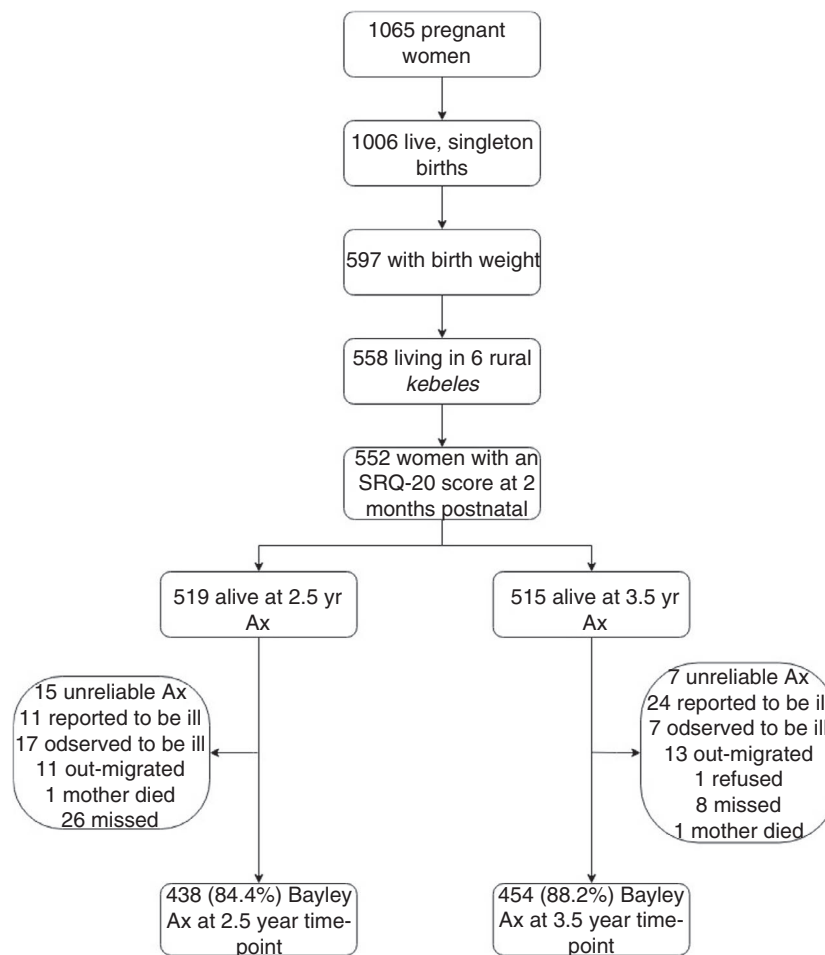 1065 pregnant
women
1006 live, singleton
births
597 with birth weight
558 living in 6 rural
kebeles
552 women with an
SRQ-20 score at 2
months postnatal
519 alive at 2.5 yr
Ax
515 alive at 3.5 yr
Ax
15 unreliable Ax
11 reported to be ill
17 odserved to be ill
11 out-migrated
1 mother died
26 missed
7 unreliable Ax
24 reported to be ill
7 odserved to be ill
13 out-migrated
1 refused
8 missed
1 mother died
438 (84.4%) Bayley
Ax at 2.5 year time-
point
454 (88.2%) Bayley
Ax at 3.5 year time-
point